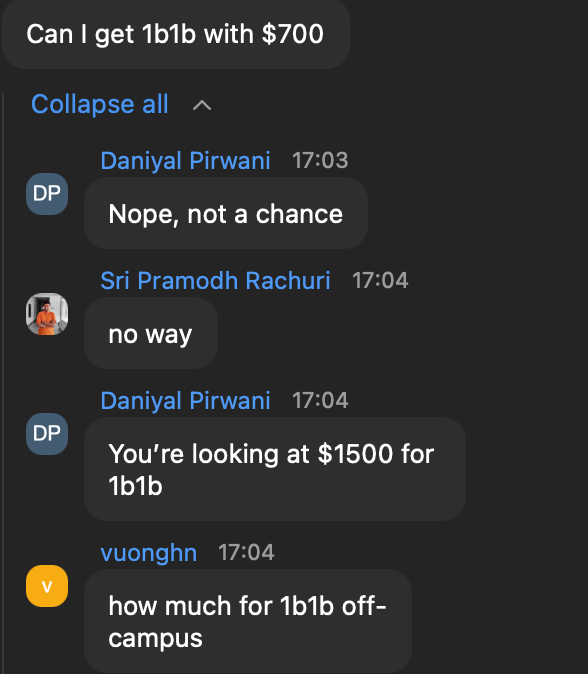 Can I get 1b1b with $700
Collapse all
Daniyal Pirwani 17:03
DP
Nope, not a chance
Sri Pramodh Rachuri 17:04
no way
Daniyal Pirwani 17:04
DP
You’re looking at $1500 for
1b1b
vuonghn 17:04
v
how much for 1b1b off-
campus